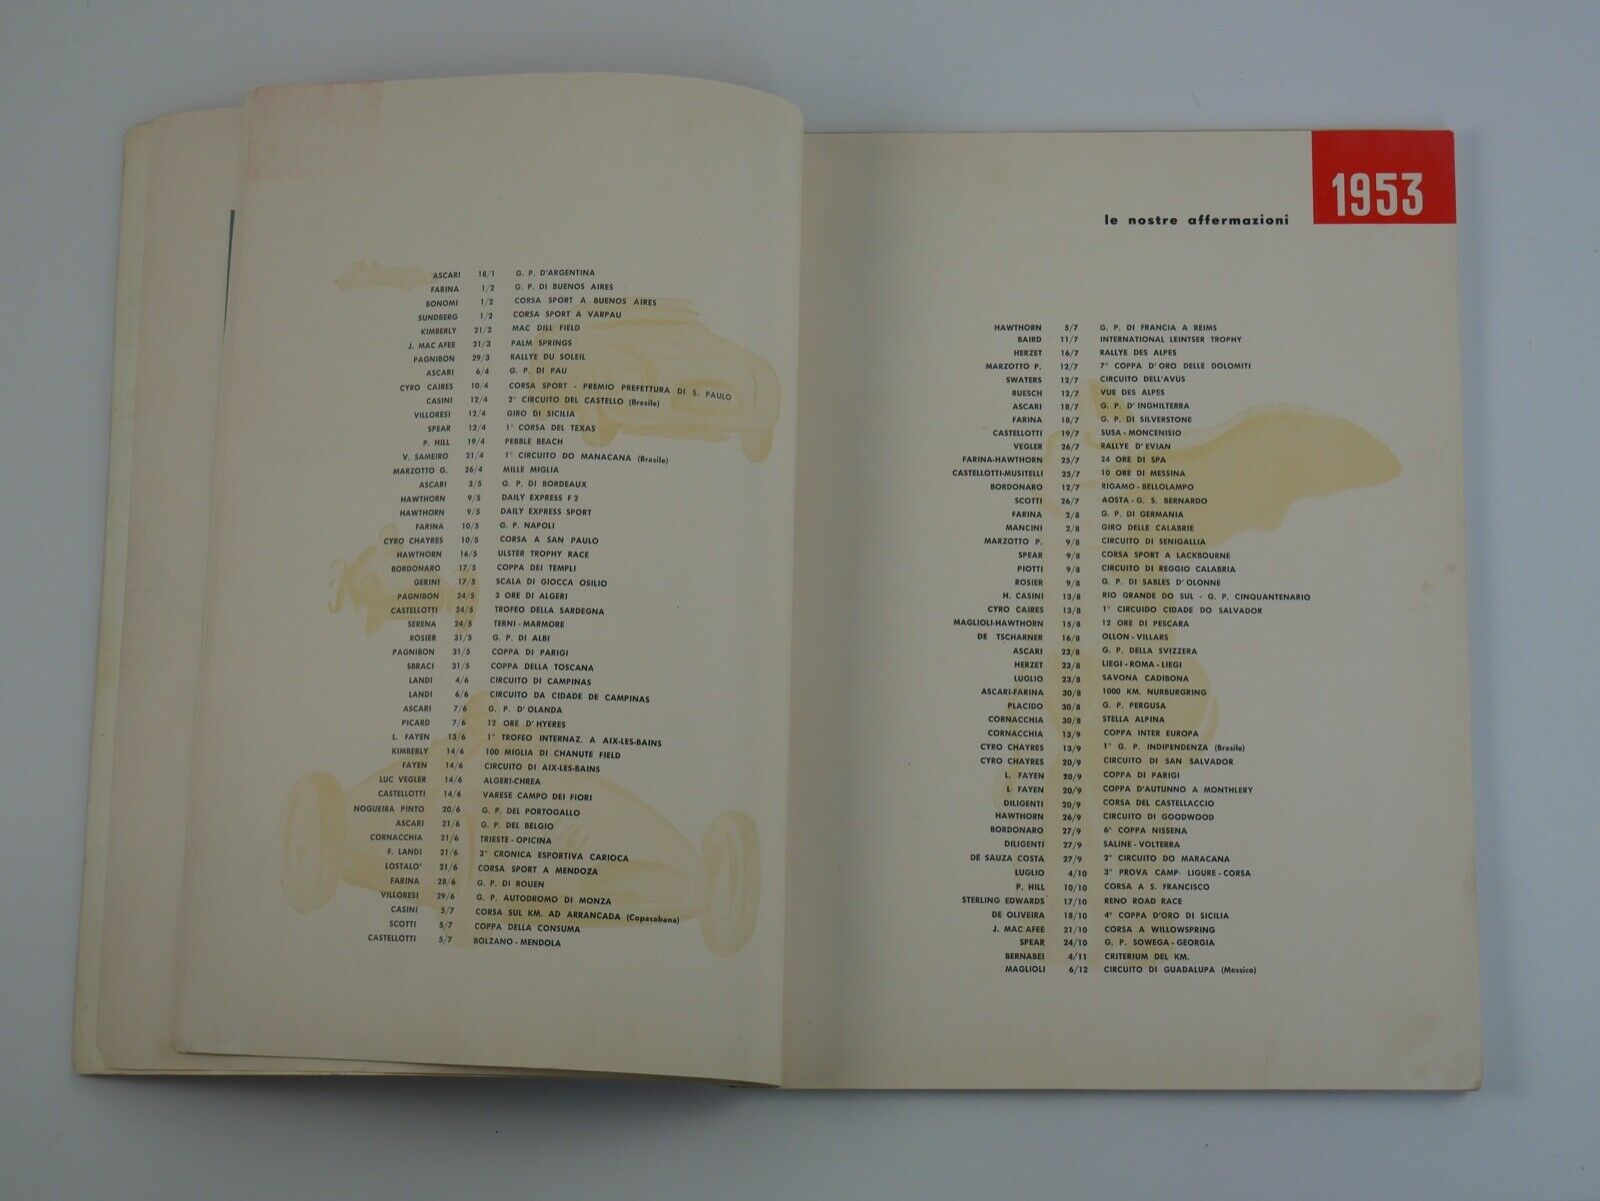 ASCARI 18/1 G. P. D'ARGENTINA
FARINA 1/2 G. P. DI BUENOS AIRES
BONOMI 1/2 CORSA SPORT A BUENOS AIRES
SUNDBERG 1/2 CORSA SPORT A VARPAU
KIMBERLY 21/2 MAC DILL FIELD
J. MAC AFEE 21/3 PALM SPRINGS
PAGNIBON 29/3 RALLYE DU SOLEIL
ASCARI 6/4 G. P. DI PAU
CYRO CAIRES 10/4 CORSA SPORT - PREMIO PREFETTURA DI S. PAULO
CASINI 12/4 2° CIRCUITO DEL CASTELLO (Brasile)
VILLORESI 12/4 GIRO DI SICILIA
SPEAR 12/4 1° CORSA DEL TEXAS
P. HILL 19/4 PEBBLE BEACH
V. SAMEIRO 21/4 1° CIRCUITO DO MANACANA (Brasile)
MARZOTTO G. 26/4 MILLE MIGLIA
ASCARI 3/5 G. P. DI BORDEAUX
HAWTHORN 9/5 DAILY EXPRESS F 2
HAWTHORN 9/5 DAILY EXPRESS SPORT
FARINA 10/5 G. P. NAPOLI
CYRO CHAYRES 10/5 CORSA A SAN PAULO
HAWTHORN 16/5 ULSTER TROPHY RACE
BORDONARO 17/5 COPPA DEI TEMPLI
GERINI 17/5 SCALA DI GIOCCA OSILIO
PAGNIBON 24/5 3 ORE DI ALGERI
CASTELLOTTI 24/5 TROFEO DELLA SARDEGNA
SERENA 24/5 TERNI - MARMORE
ROSIER 31/5 G. P. DI ALBI
PAGNIBON 31/5 COPPA DI PARIGI
SBRACI 31/5 COPPA DELLA TOSCANA
LANDI 4/6 CIRCUITO DI CAMPINAS
LANDI 6/6 CIRCUITO DA CIDADE DE CAMPINAS
ASCARI 7/6 G. P. D'OLANDA
PICARD 7/6 12 ORE D'HYERES
L. FAYEN 13/6 1° TROFEO INTERNAZ. A AIX-LES-BAINS
KIMBERLY 14/6 100 MIGLIA DI CHANUTE FIELD
FAYEN 14/6 CIRCUITO DI AIX-LES-BAINS
LUC VEGLER 14/6 ALGERI-CHREA
CASTELLOTTI 14/6 VARESE CAMPO DEI FIORI
NOGUEIRA PINTO 20/6 G. P. DEL PORTOGALLO
ASCARI 21/6 G. P. DEL BELGIO
CORNACCHIA 21/6 TRIESTE - OPICINA
F. LANDI 21/6 3° CRONICA ESPORTIVA CARIOCA
LOSTALO' 21/6 CORSA SPORT A MENDOZA
FARINA 28/6 G. P. DI ROUEN
VILLORESI 29/6 G. P. AUTODROMO DI MONZA
CASINI 5/7 CORSA SUL KM. AD ARRANCADA (Copacabana)
SCOTTI 5/7 COPPA DELLA CONSUMA
CASTELLOTTI 5/7 BOLZANO - MENDOLA
1953
le nostre affermazioni
HAWTHORN 5/7 G. P. DI FRANCIA A REIMS
BAIRD 11/7 INTERNATIONAL LEINTSER TROPHY
HERZET 16/7 RALLYE DES ALPES
MARZOTTO P. 12/7 7° COPPA D'ORO DELLE DOLOMITI
SWATERS 12/7 CIRCUITO DELL'AVÜS
RUESCH 12/7 VUE DES ALPES
ASCARI 18/7 G. P. D'INGHILTERRA
FARINA 18/7 G. P. DI SILVERSTONE
CASTELLOTTI 19/7 SUSA - MONCENISIO
VEGLER 26/7 RALLYE D'EVIAN
FARINA-HAWTHORN 25/7 24 ORE DI SPA
CASTELLOTTI-MUSITELLI 25/7 10 ORE DI MESSINA
BORDONARO 12/7 RIGAMO - BELLOLAMPO
SCOTTI 26/7 AOSTA - G. S. BERNARDO
FARINA 2/8 G. P. DI GERMANIA
MANCINI 2/8 GIRO DELLE CALABRIE
MARZOTTO P. 9/8 CIRCUITO DI SENIGALLIA
SPEAR 9/8 CORSA SPORT A LACKBOURNE
PIOTTI 9/8 CIRCUITO DI REGGIO CALABRIA
ROSIER 9/8 G. P. DI SABLES D'OLONNE
H. CASINI 13/8 RIO GRANDE DO SUL - G. P. CINQUANTENARIO
CYRO CAIRES 13/8 1° CIRCUIDO CIDADE DO SALVADOR
MAGLIOLI-HAWTHORN 15/8 12 ORE DI PESCARA
DE TSCHARNER 16/8 OLLON - VILLARS
ASCARI 23/8 G. P. DELLA SVIZZERA
HERZET 23/8 LIEGI - ROMA - LIEGI
LUGLIO 23/8 SAVONA CADIBONA
ASCARI-FARINA 30/8 1000 KM. NURBURGRING
PLACIDO 30/8 G. P. PERGUSA
CORNACCHIA 30/8 STELLA ALPINA
CORNACCHIA 13/9 COPPA INTER EUROPA
CYRO CHAYRES 13/9 1° G. P. INDIPENDENZA (Brasile)
CYRO CHAYRES 20/9 CIRCUITO DI SAN SALVADOR
L. FAYEN 20/9 COPPA DI PARIGI
L. FAYEN 20/9 COPPA D'AUTUNNO A MONTHLERY
DILIGENTI 20/9 CORSA DEL CASTELLACCIO
HAWTHORN 26/9 CIRCUITO DI GOODWOOD
BORDONARO 27/9 6° COPPA NISSENA
DILIGENTI 27/9 SALINE - VOLTERRA
DE SAUZA COSTA 27/9 2° CIRCUITO DO MARACANA
LUGLIO 4/10 3° PROVA CAMP. LIGURE - CORSA
P. HILL 10/10 CORSA A S. FRANCISCO
STERLING EDWARDS 17/10 RENO ROAD RACE
DE OLIVEIRA 18/10 4° COPPA D'ORO DI SICILIA
J. MAC AFEE 21/10 CORSA A WILLOWSPRING
SPEAR 24/10 G. P. SOWEGA - GEORGIA
BERNABEI 4/11 CRITERIUM DEL KM.
MAGLIOLI 6/12 CIRCUITO DI GUADALUPA (Messico)